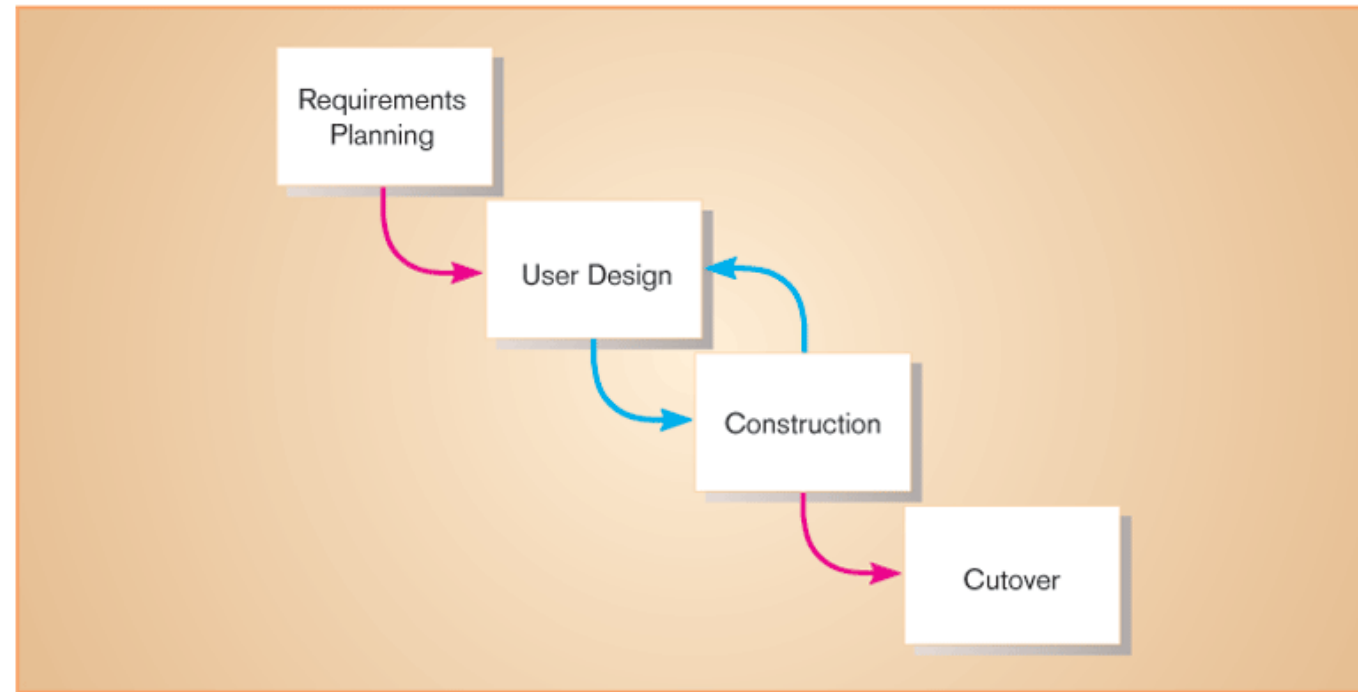 Requirements
Planning
User Design
Construction
Cutover